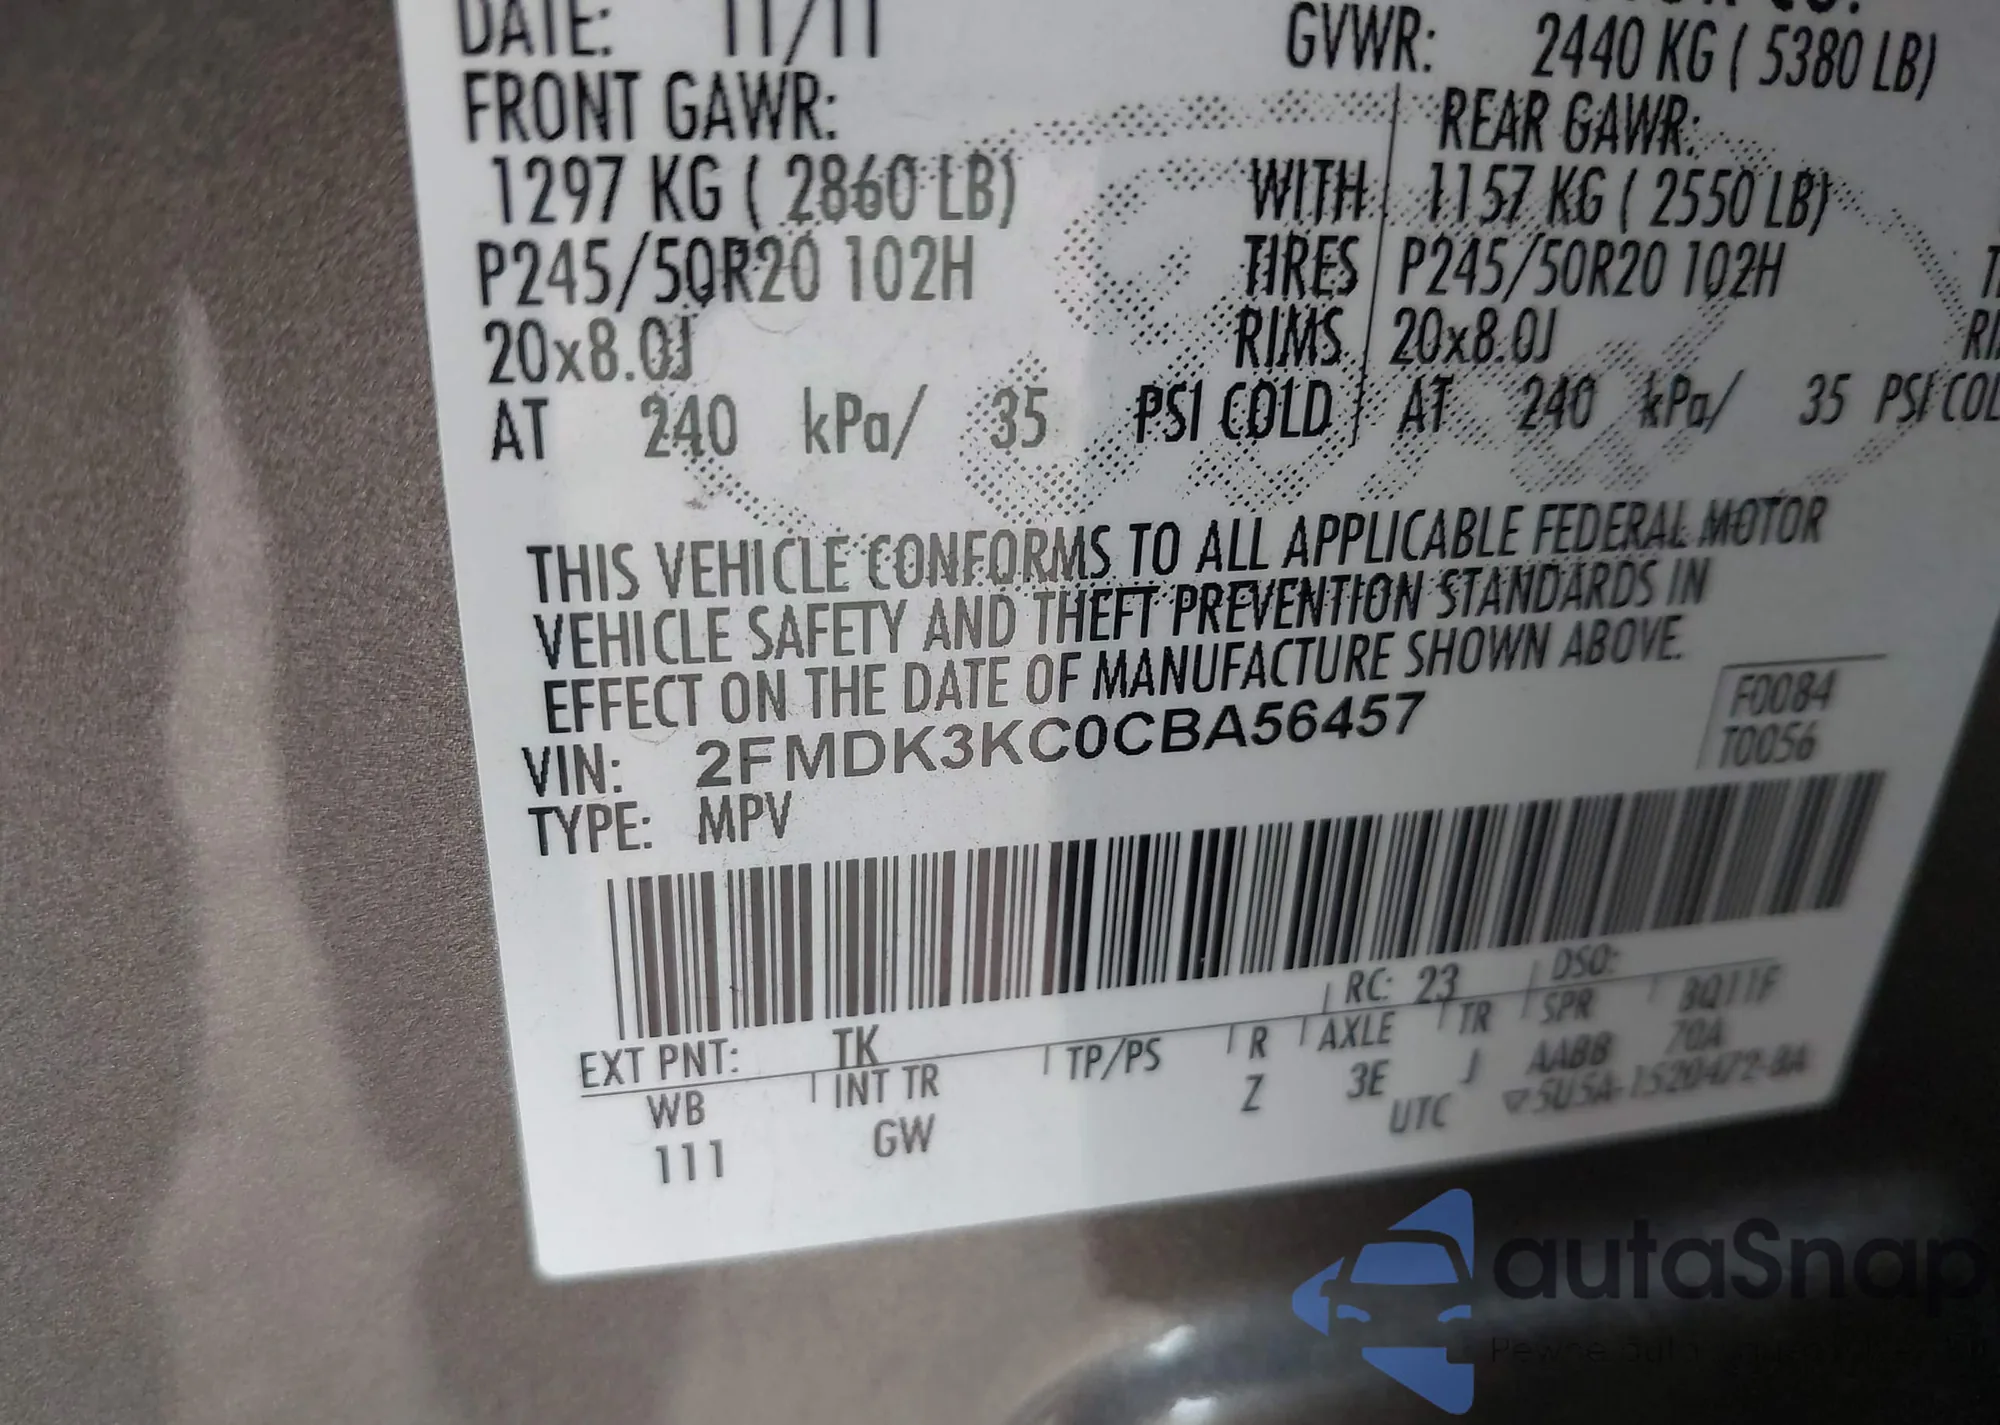 DATE: 11/11
GVWR: 2440 KG ( 5380 LB)
FRONT GAWR: REAR GAWR:
1297 KG ( 2860 LB) WITH 1157 KG ( 2550 LB)
P245/50R20 102H TIRES P245/50R20 102H
20x8.0J RIMS 20x8.0J
AT 240 kPa/ 35 PSI COLD AT 240 kPa/ 35 PSI COL
THIS VEHICLE CONFORMS TO ALL APPLICABLE FEDERAL MOTOR
VEHICLE SAFETY AND THEFT PREVENTION STANDARDS IN
EFFECT ON THE DATE OF MANUFACTURE SHOWN ABOVE.
VIN: 2FMDK3KC0CBA56457
F0084
T0056
TYPE: MPV
EXT PNT: TK RC: 23 DSO:
WB INT TR TP/PS R AXLE TR SPR
111 GW Z 3E J AABB
UTC
autaSnap